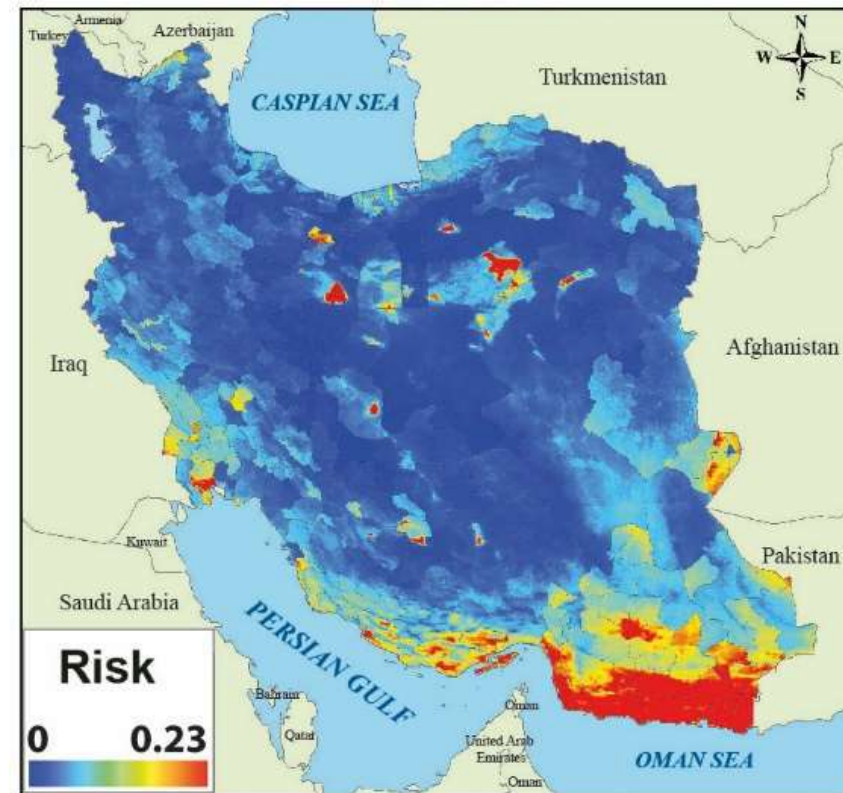 Armenia
Turkey
Azerbaijan
N
W E
S
CASPIAN SEA
Turkmenistan
Iraq
Afghanistan
Kuwait
Pakistan
Saudi Arabia
PERSIAN GULF
Risk
0 0.23
Bahrain
Qatar
Oman
United Arab
Emirates
Oman
OMAN SEA